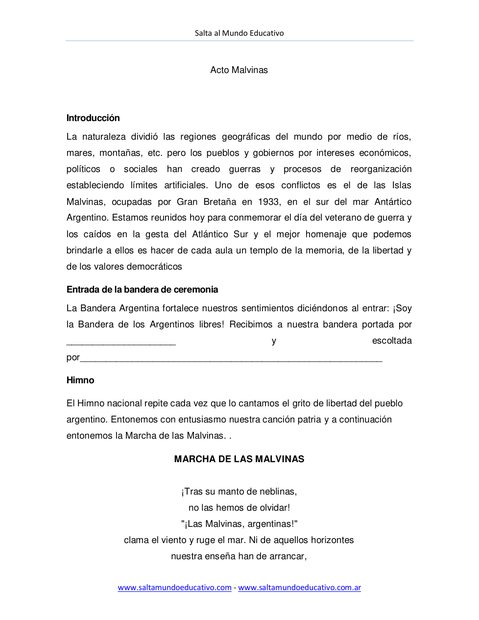 Salta al Mundo Educativo
Acto Malvinas
Introducción
La naturaleza dividió las regiones geográficas del mundo por medio de ríos,
mares, montañas, etc. pero los pueblos y gobiernos por intereses económicos,
políticos o sociales han creado guerras y procesos de reorganización
estableciendo límites artificiales. Uno de esos conflictos es el de las Islas
Malvinas, ocupadas por Gran Bretaña en 1933, en el sur del mar Antártico
Argentino. Estamos reunidos hoy para conmemorar el día del veterano de guerra y
los caídos en la gesta del Atlántico Sur y el mejor homenaje que podemos
brindarle a ellos es hacer de cada aula un templo de la memoria, de la libertad y
de los valores democráticos
Entrada de la bandera de ceremonia
La Bandera Argentina fortalece nuestros sentimientos diciéndonos al entrar: ¡Soy
la Bandera de los Argentinos libres! Recibimos a nuestra bandera portada por
______________________ y escoltada
por____________________________________________________________
Himno
El Himno nacional repite cada vez que lo cantamos el grito de libertad del pueblo
argentino. Entonemos con entusiasmo nuestra canción patria y a continuación
entonemos la Marcha de las Malvinas. .
MARCHA DE LAS MALVINAS
¡Tras su manto de neblinas,
no las hemos de olvidar!
"¡Las Malvinas, argentinas!"
clama el viento y ruge el mar. Ni de aquellos horizontes
nuestra enseña han de arrancar,
www.saltamundoeducativo.com - www.saltamundoeducativo.com.ar